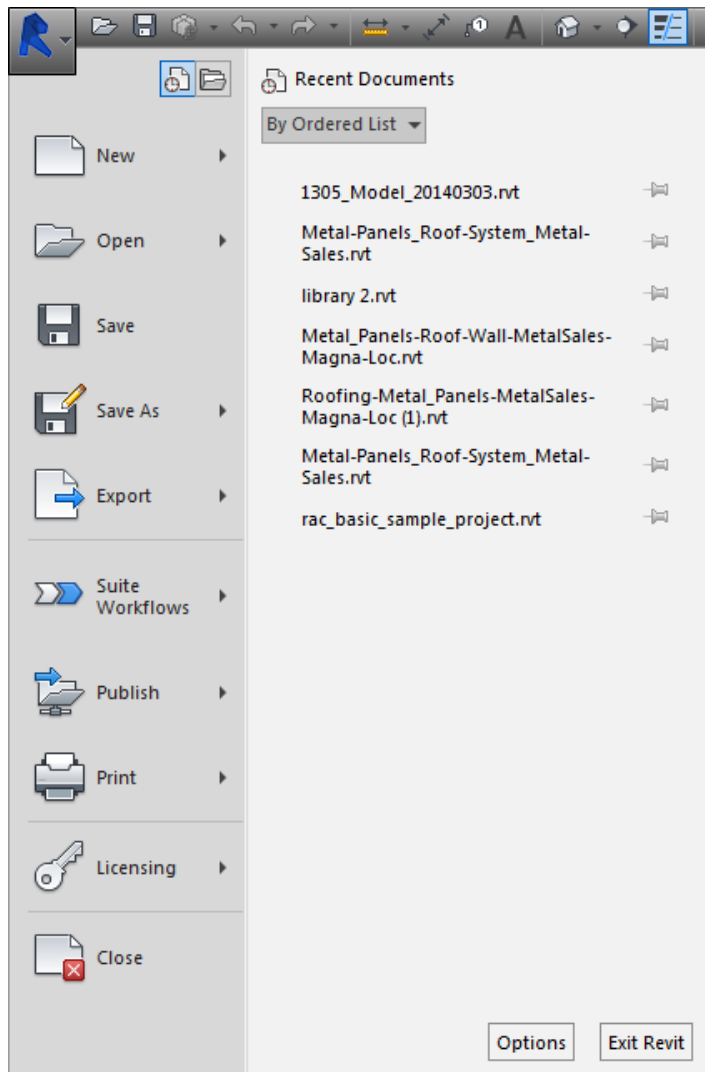 A
Recent Documents
By Ordered List
New
Open
Save
Save As
Export
Suite
Workflows
Publish
Print
Licensing
Close
1305_Model_20140303.rvt
Metal-Panels_Roof-System_Metal-
Sales.rvt
library 2.rvt
Metal_Panels-Roof-Wall-MetalSales-
Magna-Loc.rvt
Roofing-Metal_Panels-MetalSales-
Magna-Loc (1).rvt
Metal-Panels_Roof-System_Metal-
Sales.rvt
rac_basic_sample_project.rvt
Options
Exit Revit